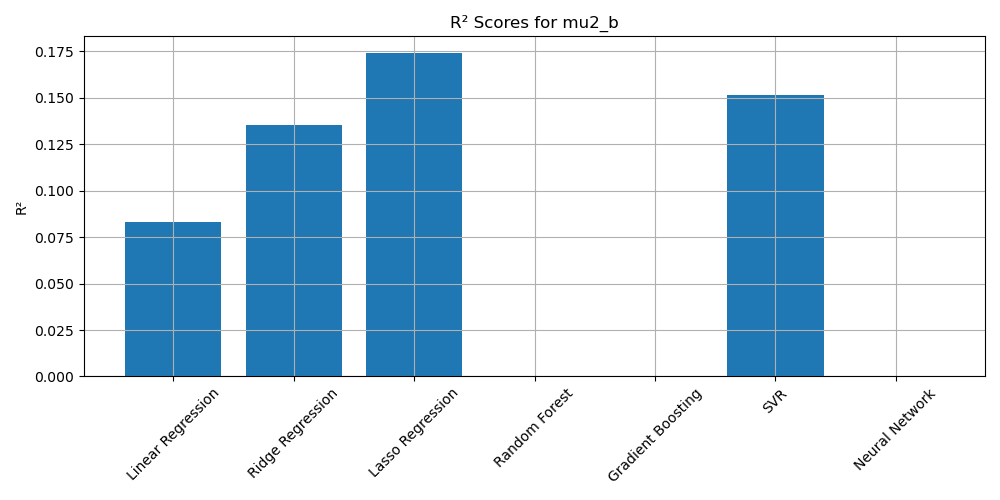 R² Scores for mu2_b
R²
0.175
0.150
0.125
0.100
0.075
0.050
0.025
0.000
Linear Regression
Ridge Regression
Lasso Regression
Random Forest
Gradient Boosting
SVR
Neural Network